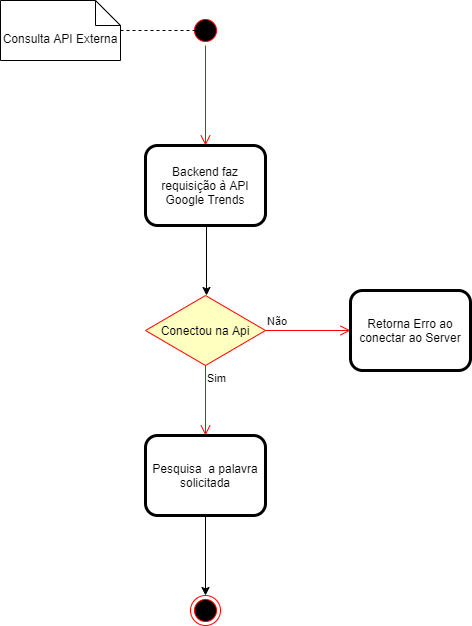 Consulta API Externa
Backend faz
requisição à API
Google Trends
Conectou na Api
Não
Retorna Erro ao
conectar ao Server
Sim
Pesquisa  a palavra
solicitada